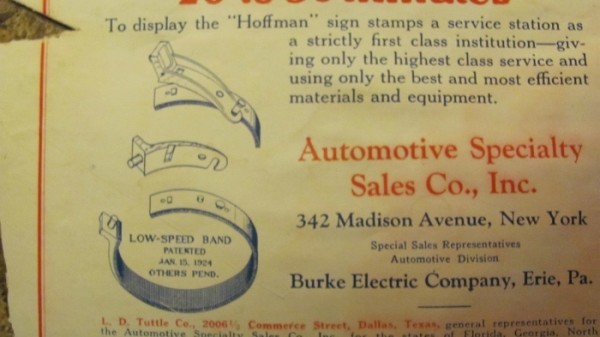 To display the "Hoffman" sign stamps a service station as
a strictly first class institution—giv-
ing only the highest class service and
using only the best and most efficient
materials and equipment.
Automotive Specialty
Sales Co., Inc.
342 Madison Avenue, New York
Special Sales Representatives
Automotive Division
Burke Electric Company, Erie, Pa.
LOW-SPEED BAND
PATENTED
JAN. 15, 1924
OTHERS PEND.
L. D. Tuttle Co., 2006½ Commerce Street, Dallas, Texas, general representatives for
the Automotive Specialty Sales Co., Inc. for the states of Florida, Georgia, North